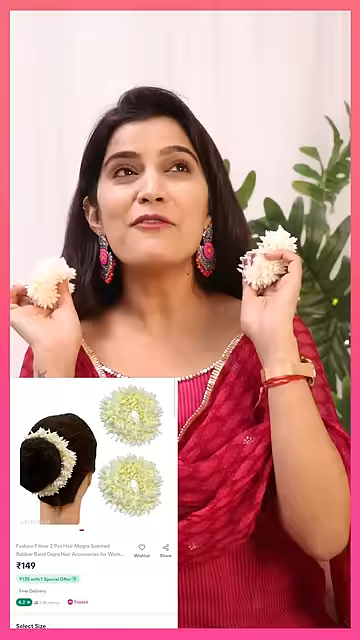 Fashion Fitoor 2 Pcs Hair Mogra Scented
Rubber Band Gajra Hair Accessories for Wom...
Wishlist
Share
₹149
₹135 with 1 Special Offer
Free Delivery
4.2 ★
Trusted
Select Size